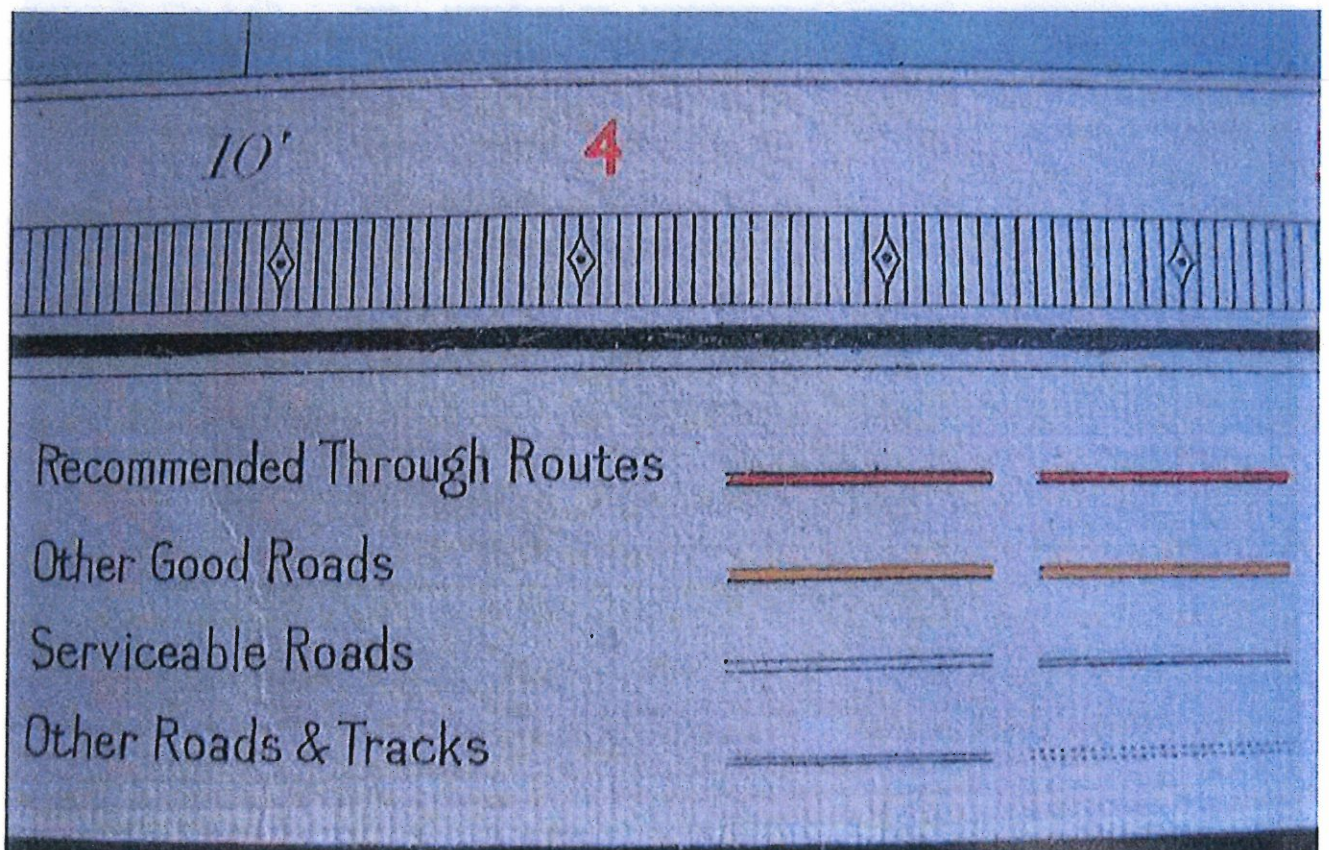 10' 4
Recommended Through Routes
Other Good Roads
Serviceable Roads
Other Roads & Tracks